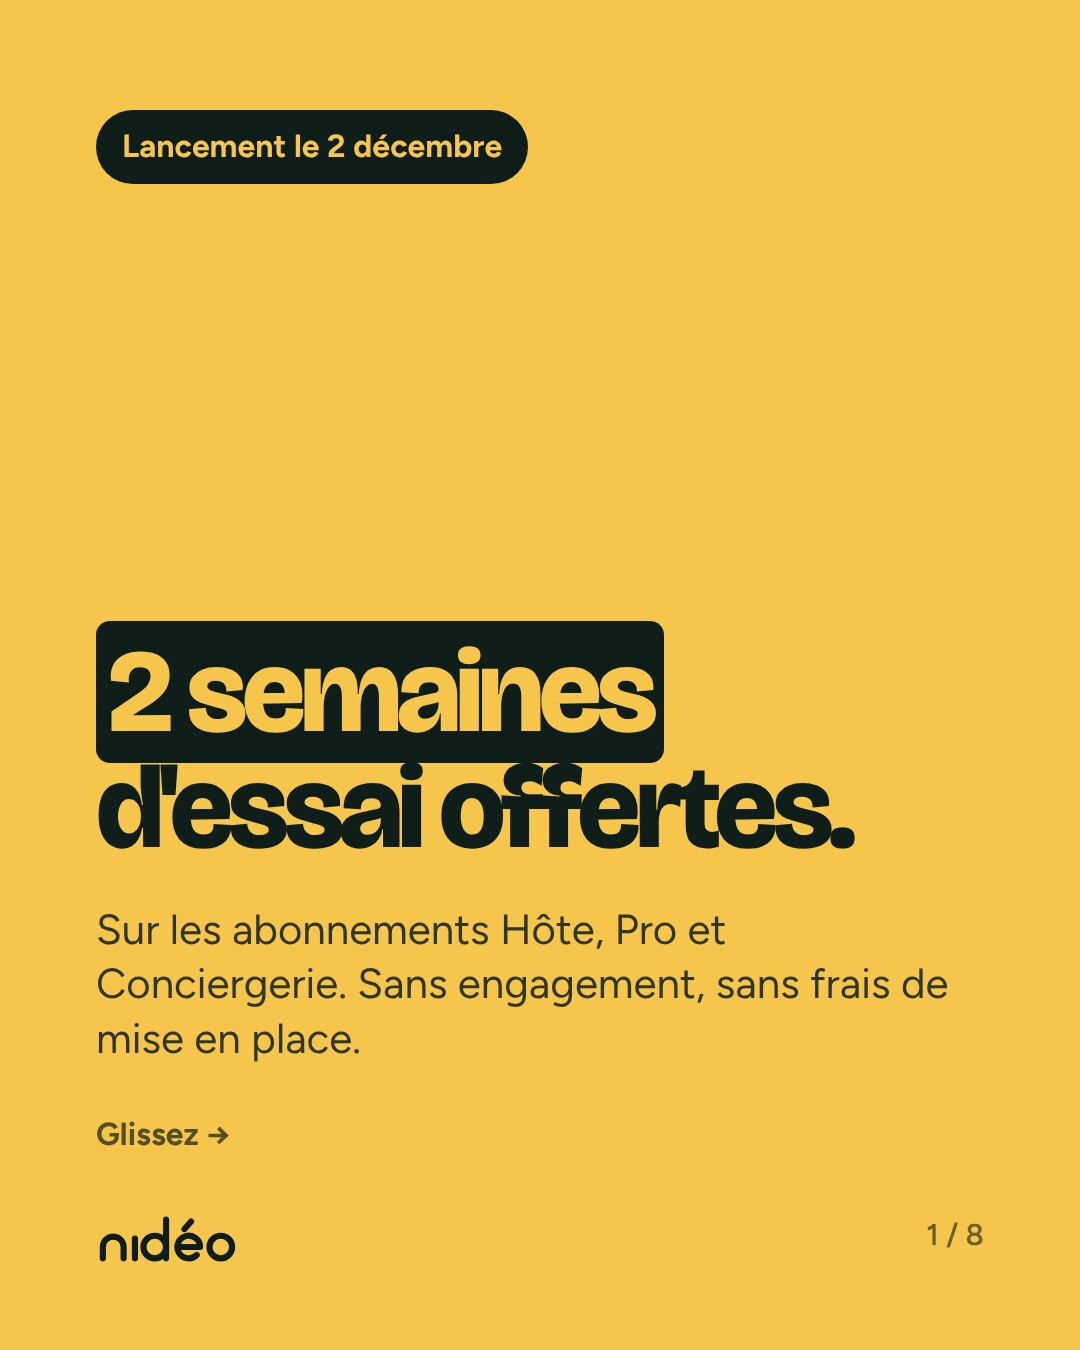 Lancement le 2 décembre
2 semaines
d'essai offertes.
Sur les abonnements Hôte, Pro et
Conciergerie. Sans engagement, sans frais de
mise en place.
Glissez →
nidéo
1 / 8